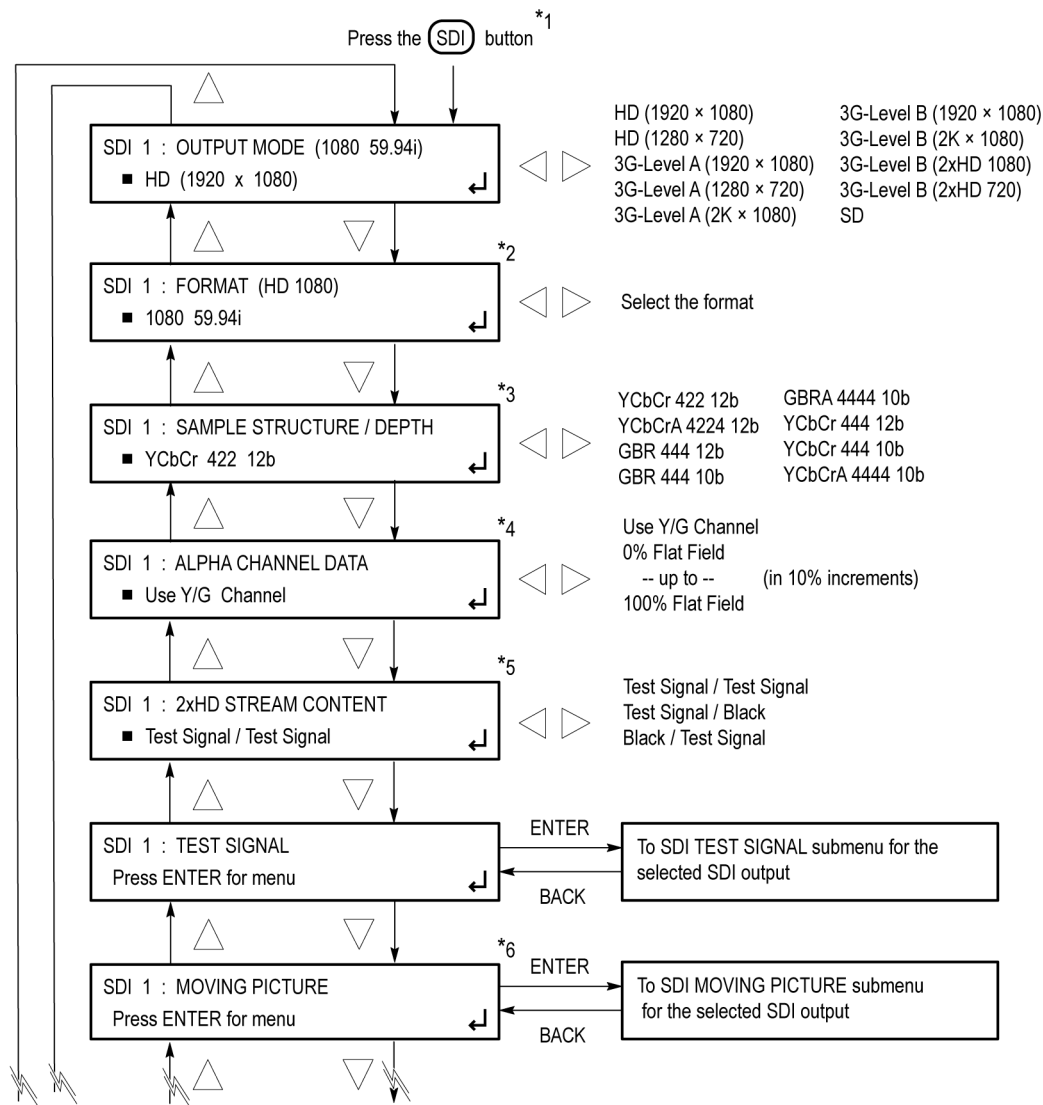 Press the SDI button *1
SDI 1 : OUTPUT MODE (1080 59.94i)
■ HD (1920 x 1080)
HD (1920 × 1080)
HD (1280 × 720)
3G-Level A (1920 × 1080)
3G-Level A (1280 × 720)
3G-Level A (2K × 1080)
3G-Level B (1920 × 1080)
3G-Level B (2K × 1080)
3G-Level B (2xHD 1080)
3G-Level B (2xHD 720)
SD
*2
SDI 1 : FORMAT (HD 1080)
■ 1080 59.94i
Select the format
*3
SDI 1 : SAMPLE STRUCTURE / DEPTH
■ YCbCr 422 12b
YCbCr 422 12b
YCbCrA 4224 12b
GBR 444 12b
GBR 444 10b
GBRA 4444 10b
YCbCr 444 12b
YCbCr 444 10b
YCbCrA 4444 10b
*4
SDI 1 : ALPHA CHANNEL DATA
■ Use Y/G Channel
Use Y/G Channel
0% Flat Field
-- up to -- (in 10% increments)
100% Flat Field
*5
SDI 1 : 2xHD STREAM CONTENT
■ Test Signal / Test Signal
Test Signal / Test Signal
Test Signal / Black
Black / Test Signal
SDI 1 : TEST SIGNAL
Press ENTER for menu
ENTER
BACK
To SDI TEST SIGNAL submenu for the
selected SDI output
*6
SDI 1 : MOVING PICTURE
Press ENTER for menu
ENTER
BACK
To SDI MOVING PICTURE submenu
for the selected SDI output